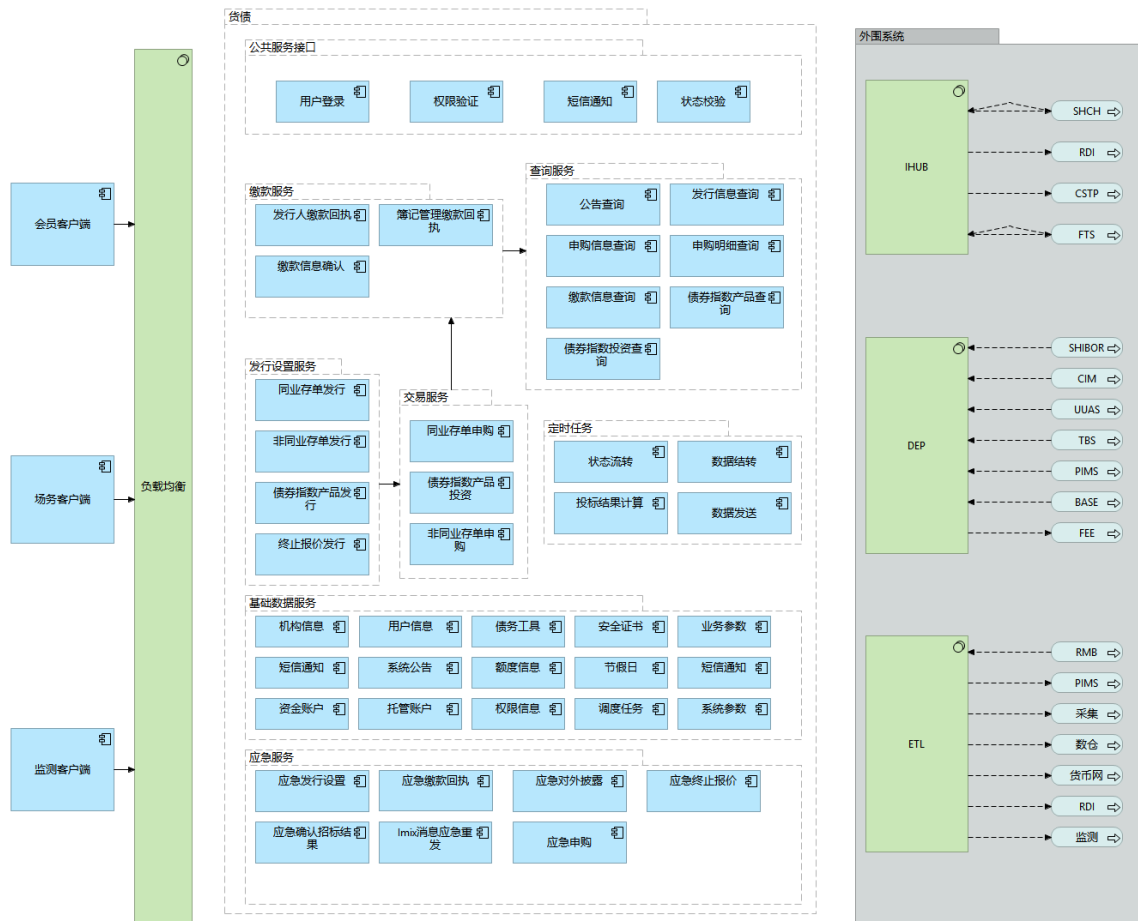 货债
公共服务接口
用户登录
权限验证
短信通知
状态校验
会员客户端
场务客户端
监测客户端
负载均衡
缴款服务
发行人缴款回执
簿记管理缴款回
执
缴款信息确认
查询服务
公告查询
发行信息查询
申购信息查询
申购明细查询
缴款信息查询
债券指数产品查
询
债券指数投资查
询
发行设置服务
同业存单发行
非同业存单发行
债券指数产品发
行
终止报价发行
交易服务
同业存单申购
债券指数产品
投资
非同业存单申
购
定时任务
状态流转
数据结转
投标结果计算
数据发送
基础数据服务
机构信息
用户信息
债务工具
安全证书
业务参数
短信通知
系统公告
额度信息
节假日
短信通知
资金账户
托管账户
权限信息
调度任务
系统参数
应急服务
应急发行设置
应急缴款回执
应急对外披露
应急终止报价
应急确认招标结
果
Imix消息应急重
发
应急申购
外围系统
IHUB
SHCH
RDI
CSTP
FTS
DEP
SHIBOR
CIM
UUAS
TBS
PIMS
BASE
FEE
ETL
RMB
PIMS
采集
数仓
货币网
RDI
监测